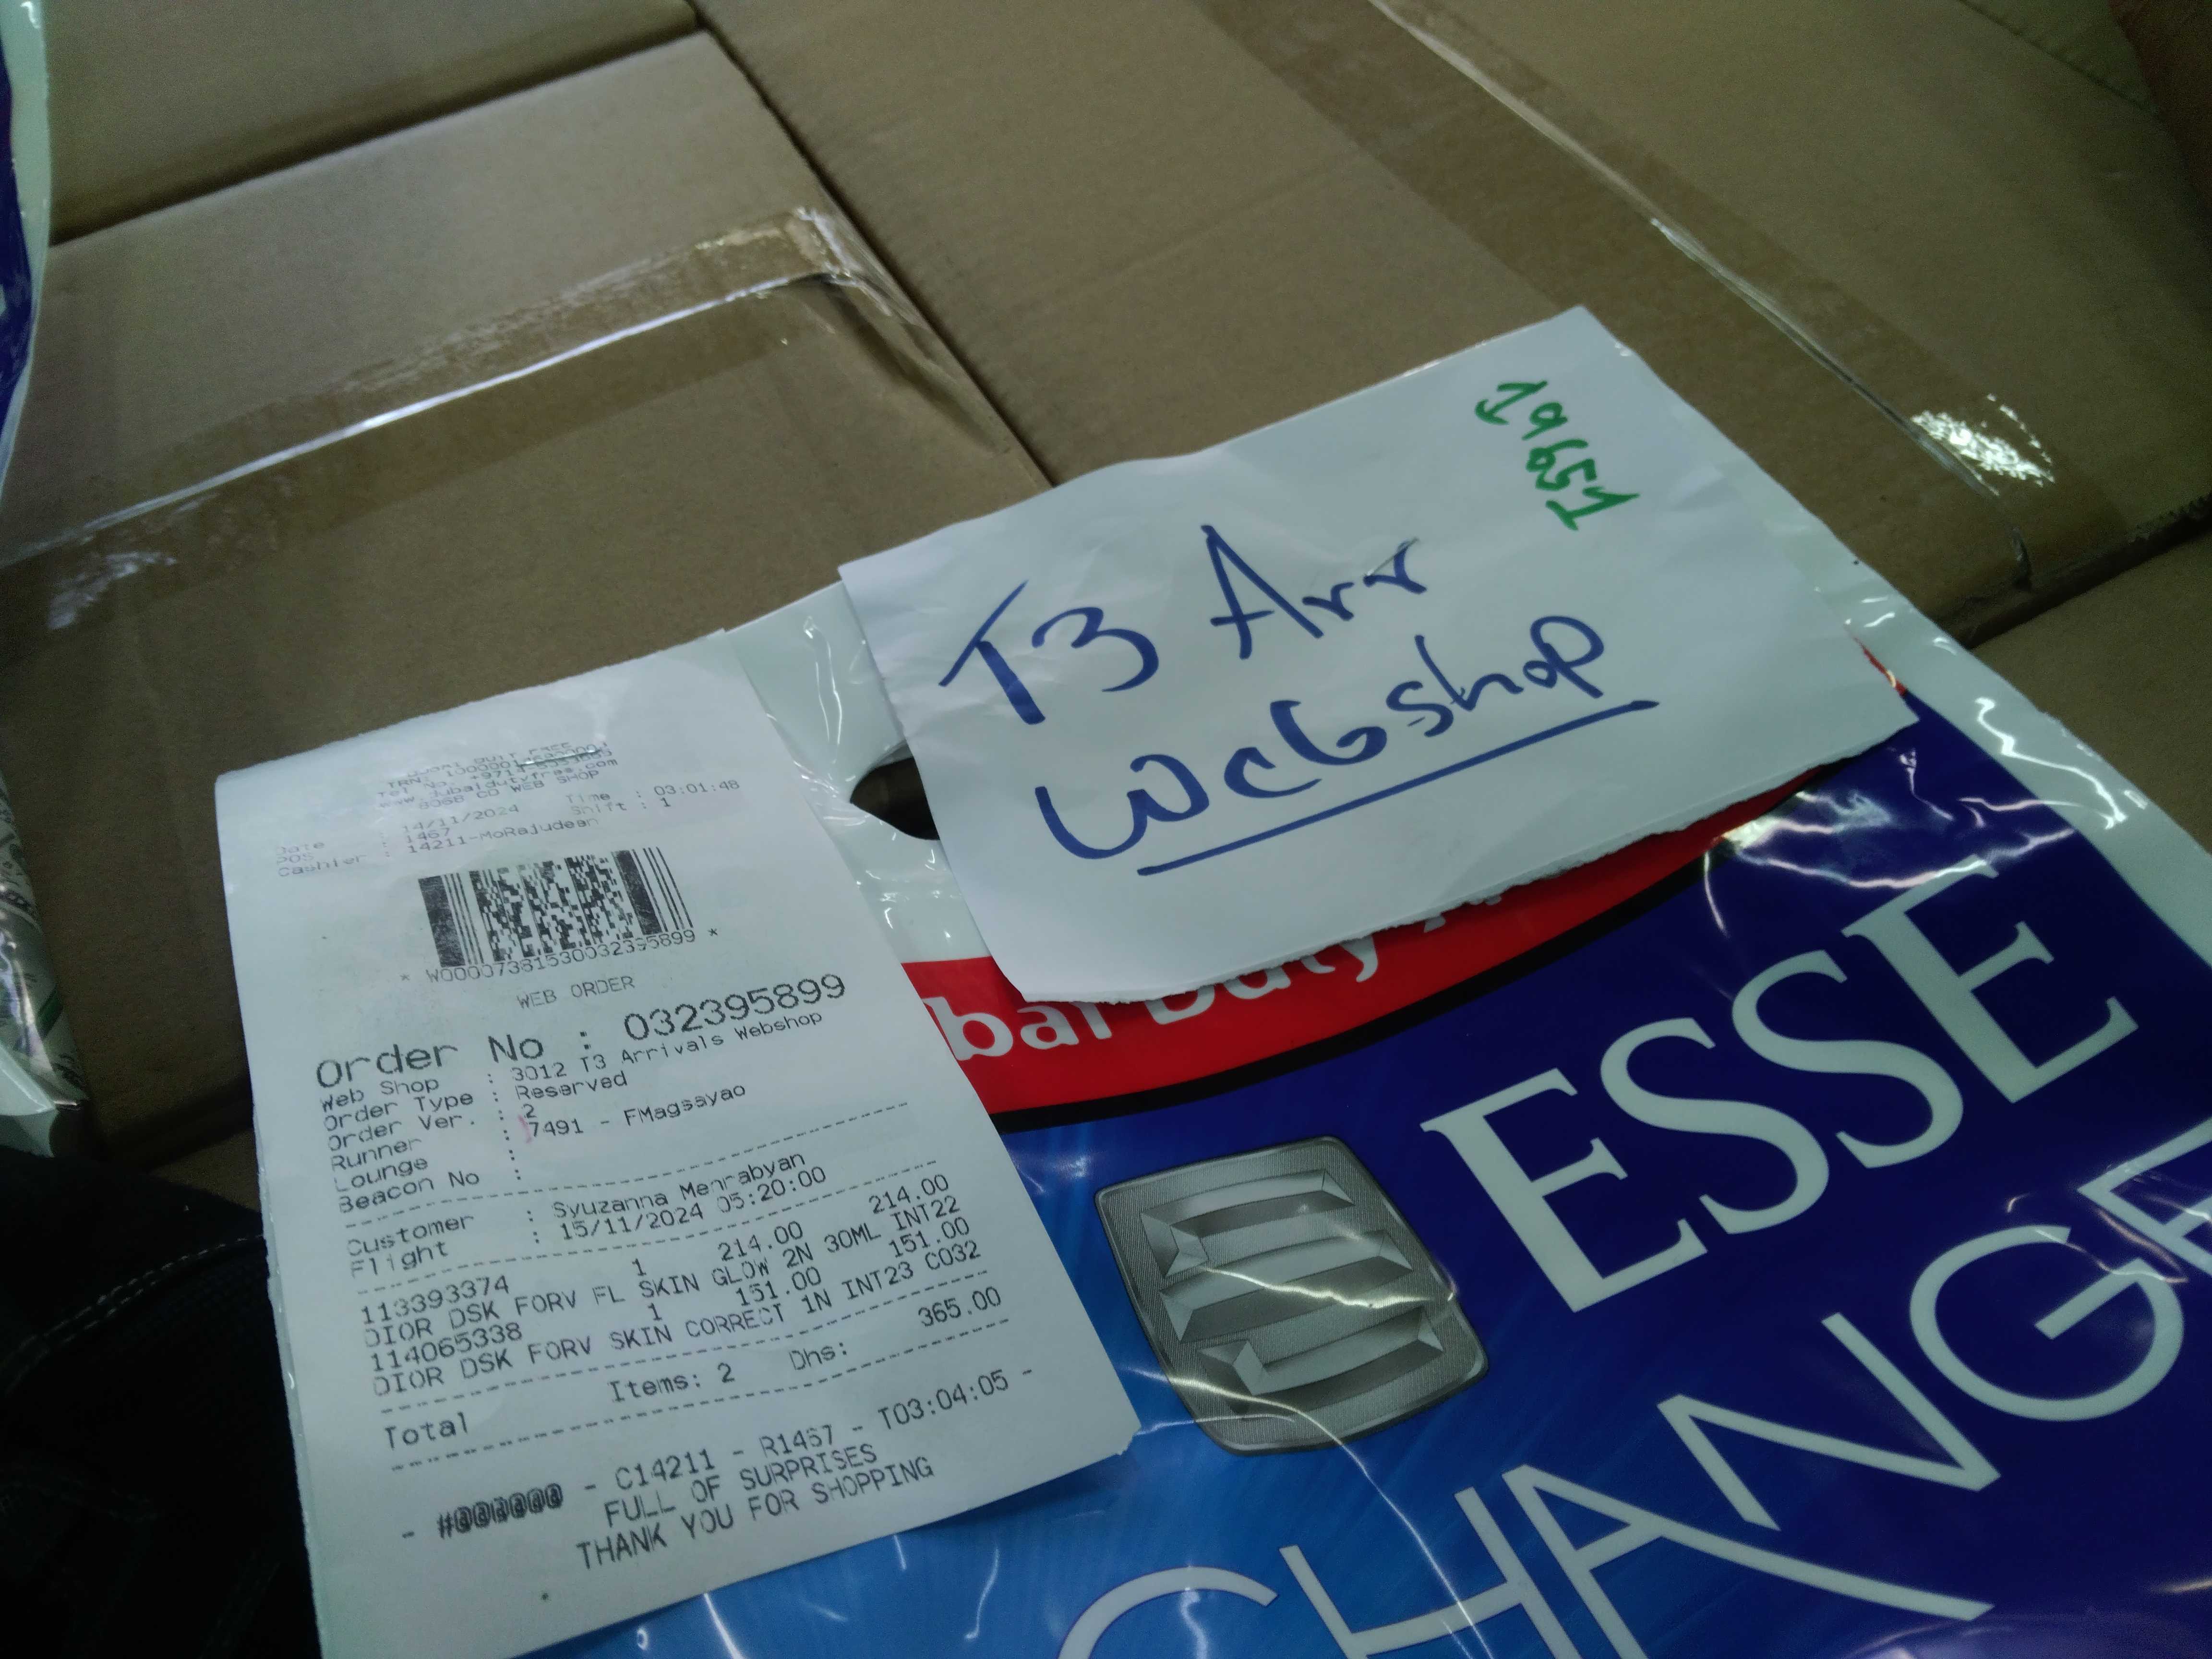 T3 Arr
Webshop
19651
www.dubaidutyfree.com
WEB SHOP
Date : 14/11/2024 Time : 03:01:48
POS : 1467 Shift : 1
Cashier : 14211-MoRajudean
WEB ORDER
Order No : 032395899
Web Shop : 3012 T3 Arrivals Webshop
Order Type : Reserved
Order Ver. : 2
Runner : 7491 - FMagsayao
Lounge :
Beacon No :
Customer : Syuzanna Mehrabyan
Flight : 15/11/2024 05:20:00
113393374 1 214.00 214.00
DIOR DSK FORV FL SKIN GLOW 2N 30ML INT22
114065338 1 151.00 151.00
DIOR DSK FORV SKIN CORRECT 1N INT23 C032
Total Items: 2 Dhs: 365.00
- C14211 - R1467 - T03:04:05 -
FULL OF SURPRISES
THANK YOU FOR SHOPPING
bai Duty
ESSE
CHANGE